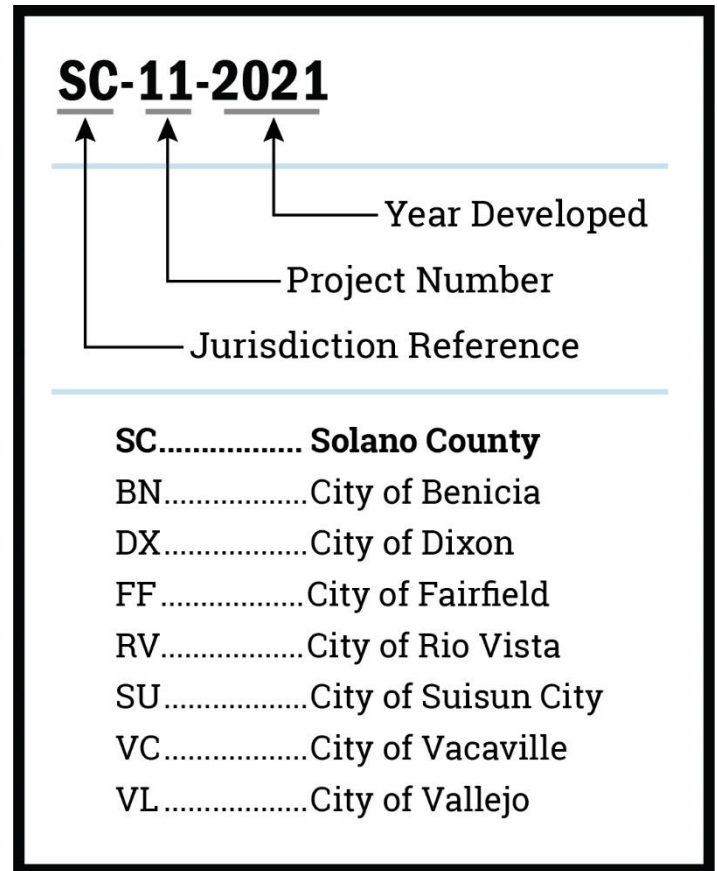 SC-11-2021
Year Developed
Project Number
Jurisdiction Reference
SC................. Solano County
BN.................City of Benicia
DX.................City of Dixon
FF.................City of Fairfield
RV.................City of Rio Vista
SU.................City of Suisun City
VC.................City of Vacaville
VL.................City of Vallejo